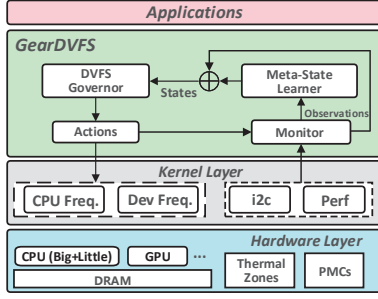 Applications
GearDVFS
DVFS
Governor
States
Meta-State
Learner
Observations
Actions
Monitor
Kernel Layer
CPU Freq.
Dev Freq.
i2c
Perf
Hardware Layer
CPU (Big+Little)
GPU
...
DRAM
Thermal
Zones
PMCs